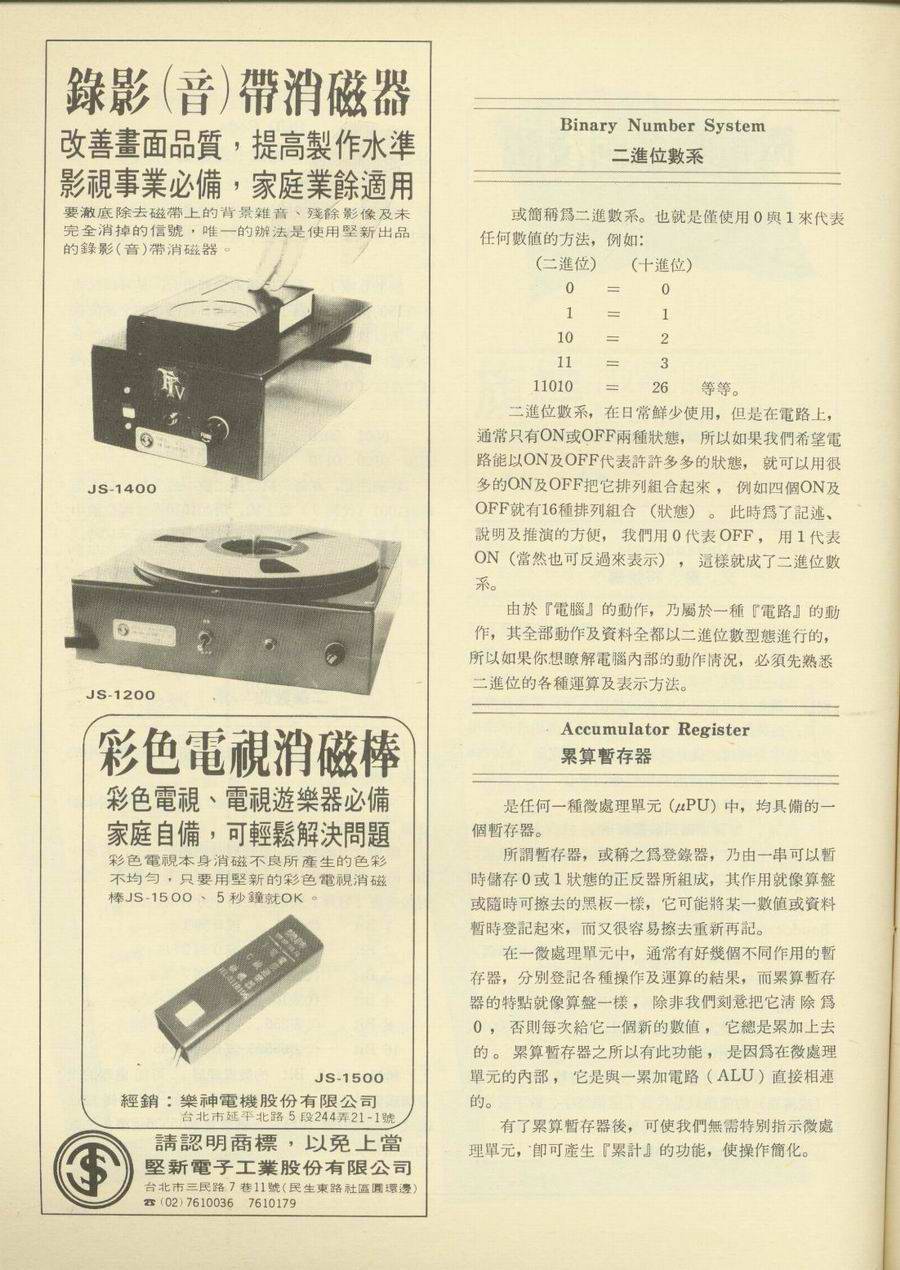 錄影(音)帶消磁器
改善畫面品質，提高製作水準
影視事業必備，家庭業餘適用
要澈底除去磁帶上的背景雜音、殘餘影像及未
完全消掉的信號，唯一的辦法是使用堅新出品
的錄影(音)帶消磁器。
JS-1400
JS-1200
彩色電視消磁棒
彩色電視、電視遊樂器必備
家庭自備，可輕鬆解決問題
彩色電視本身消磁不良所產生的色彩
不均勻，只要用堅新的彩色電視消磁
棒JS-1500、5秒鐘就OK。
JS-1500
經銷：樂神電機股份有限公司
台北市延平北路5段244弄21-1號
請認明商標，以免上當
堅新電子工業股份有限公司
台北市三民路7巷11號(民生東路社區圓環邊)
☎(02)7610036 7610179
Binary Number System
二進位數系
或簡稱爲二進數系。也就是僅使用0與1來代表
任何數值的方法，例如：
(二進位) (十進位)
0 = 0
1 = 1
10 = 2
11 = 3
11010 = 26 等等。
二進位數系，在日常鮮少使用，但是在電路上，
通常只有ON或OFF兩種狀態，所以如果我們希望電
路能以ON及OFF代表許許多多的狀態，就可以用很
多的ON及OFF把它排列組合起來，例如四個ON及
OFF就有16種排列組合（狀態）。此時爲了記述、
說明及推演的方便，我們用0代表OFF，用1代表
ON（當然也可反過來表示），這樣就成了二進位數
系。
由於『電腦』的動作，乃屬於一種『電路』的動
作，其全部動作及資料全都以二進位數型態進行的，
所以如果你想瞭解電腦內部的動作情況，必須先熟悉
二進位的各種運算及表示方法。
Accumulator Register
累算暫存器
是任何一種微處理單元(μPU)中，均具備的一
個暫存器。
所謂暫存器，或稱之爲登錄器，乃由一串可以暫
時儲存0或1狀態的正反器所組成，其作用就像算盤
或隨時可擦去的黑板一樣，它可能將某一數值或資料
暫時登記起來，而又很容易擦去重新再記。
在一微處理單元中，通常有好幾個不同作用的暫
存器，分別登記各種操作及運算的結果，而累算暫存
器的特點就像算盤一樣，除非我們刻意把它清除爲
0，否則每次給它一個新的數值，它總是累加上去
的。累算暫存器之所以有此功能，是因爲在微處理
單元的內部，它是與一累加電路(ALU)直接相連
的。
有了累算暫存器後，可使我們無需特別指示微處
理單元，卽可產生『累計』的功能，使操作簡化。